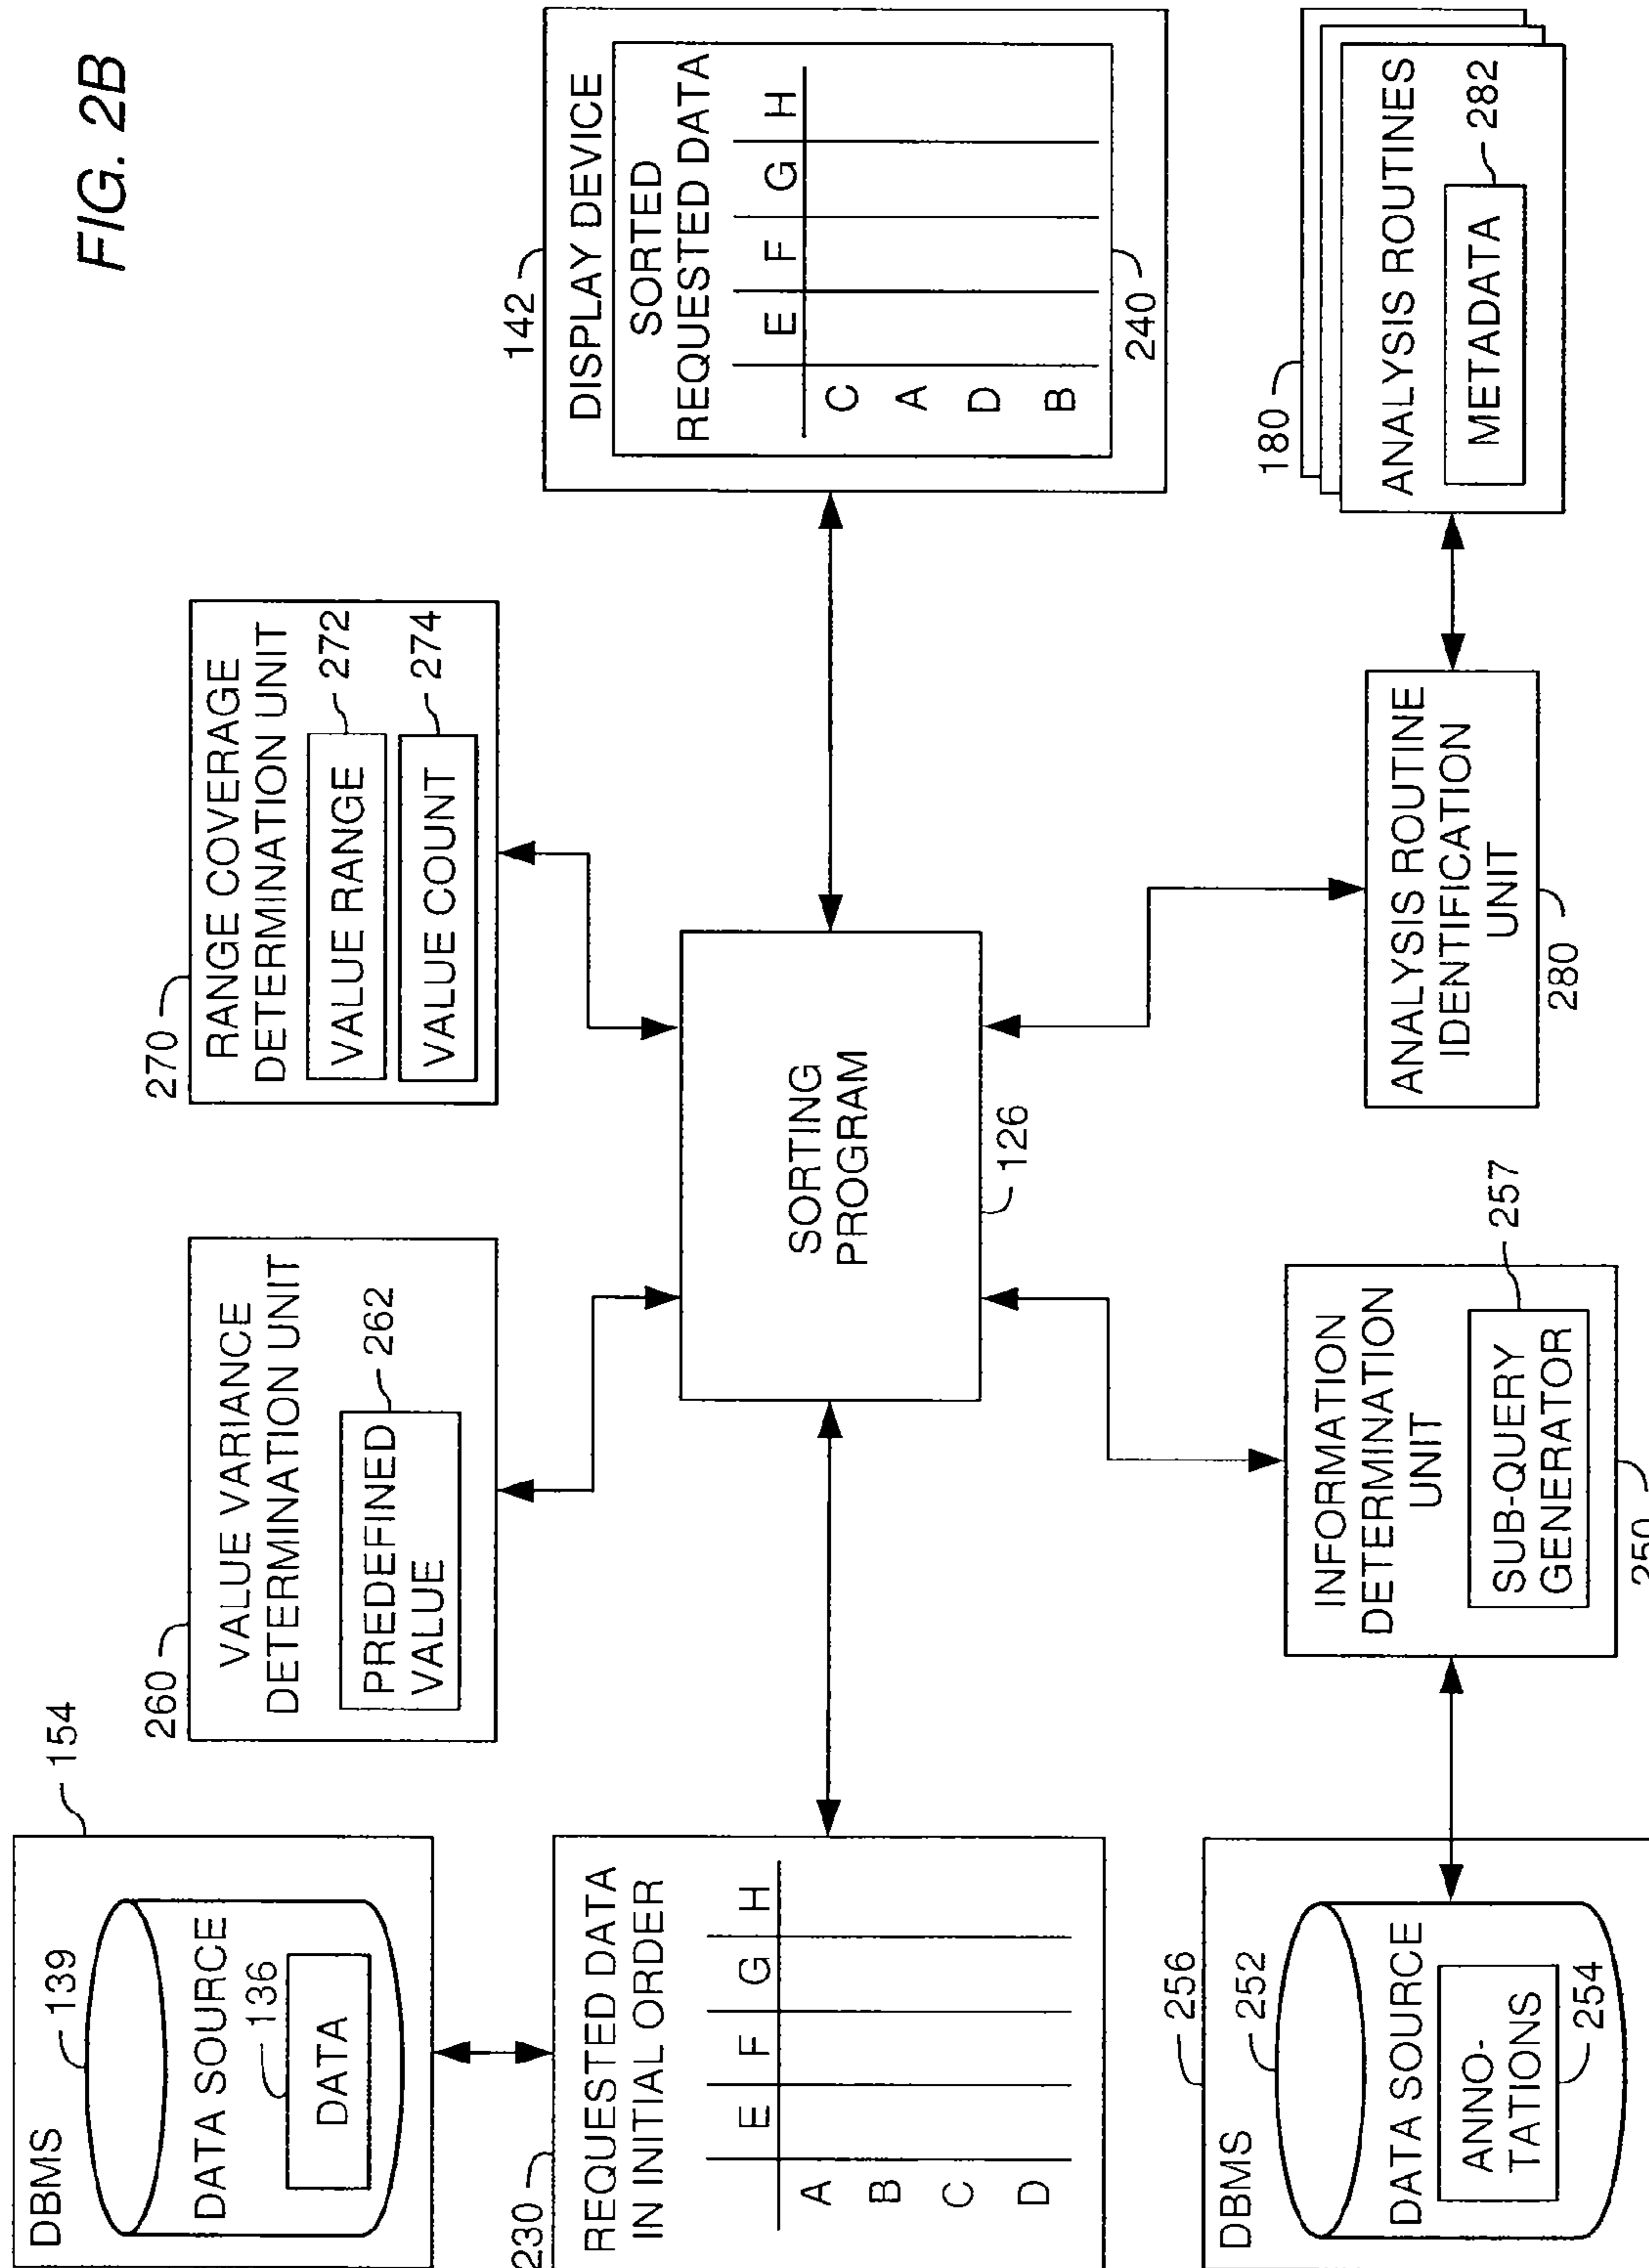 FIG. 2B
DBMS
154
139
DATA SOURCE
136
DATA
260
VALUE VARIANCE
DETERMINATION UNIT
PREDEFINED
VALUE
262
270
RANGE COVERAGE
DETERMINATION UNIT
VALUE RANGE
272
VALUE COUNT
274
230
REQUESTED DATA
IN INITIAL ORDER
E F G H
A
B
C
D
SORTING
PROGRAM
126
142
DISPLAY DEVICE
SORTED
REQUESTED DATA
E F G H
C
A
D
B
240
256
DBMS
252
DATA SOURCE
ANNO-
TATIONS
254
INFORMATION
DETERMINATION
UNIT
257
SUB-QUERY
GENERATOR
250
ANALYSIS ROUTINE
IDENTIFICATION
UNIT
280
180
ANALYSIS ROUTINES
METADATA
282